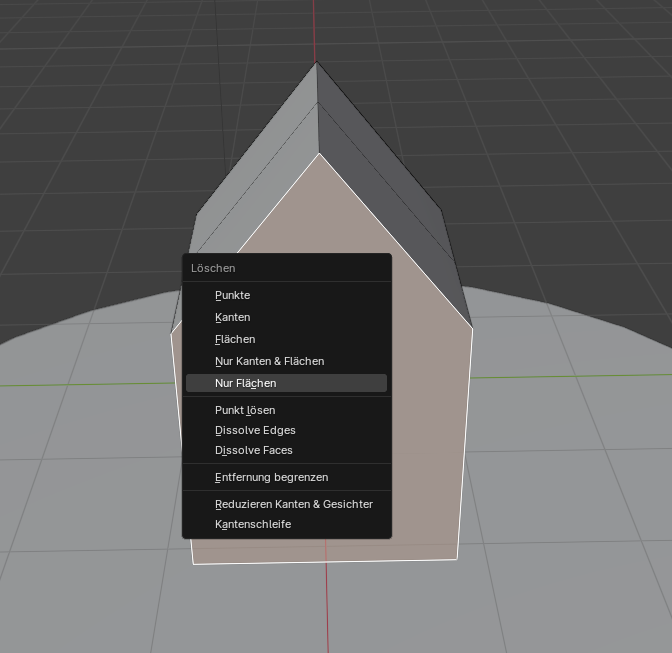 Löschen
Punkte
Kanten
Flächen
Nur Kanten & Flächen
Nur Flächen
Punkt lösen
Dissolve Edges
Dissolve Faces
Entfernung begrenzen
Reduzieren Kanten & Gesichter
Kantenschleife